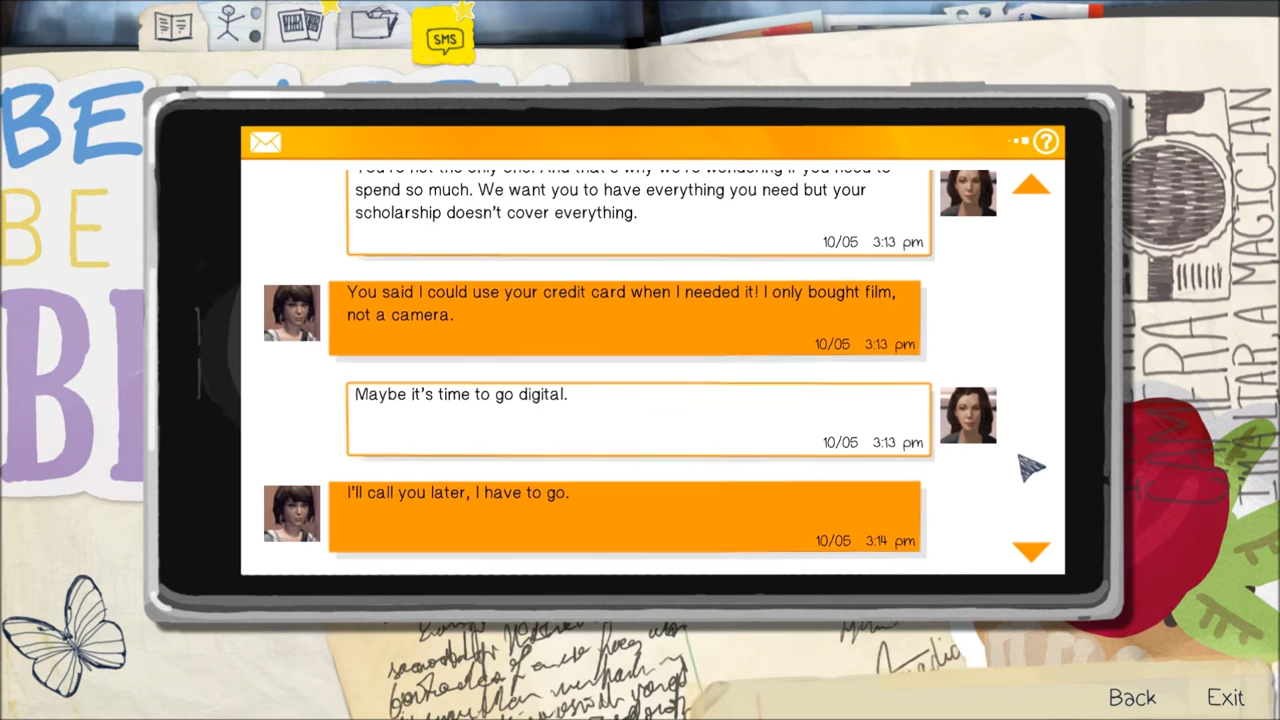 SMS
?
You're not the only one. And that's why we're wondering if you need to
spend so much. We want you to have everything you need but your
scholarship doesn't cover everything.
10/05 3:13 pm
You said I could use your credit card when I needed it! I only bought film,
not a camera.
10/05 3:13 pm
Maybe it's time to go digital.
10/05 3:13 pm
I'll call you later, I have to go.
10/05 3:14 pm
BE
BE
CAMERA
MAGICIAN
Back Exit